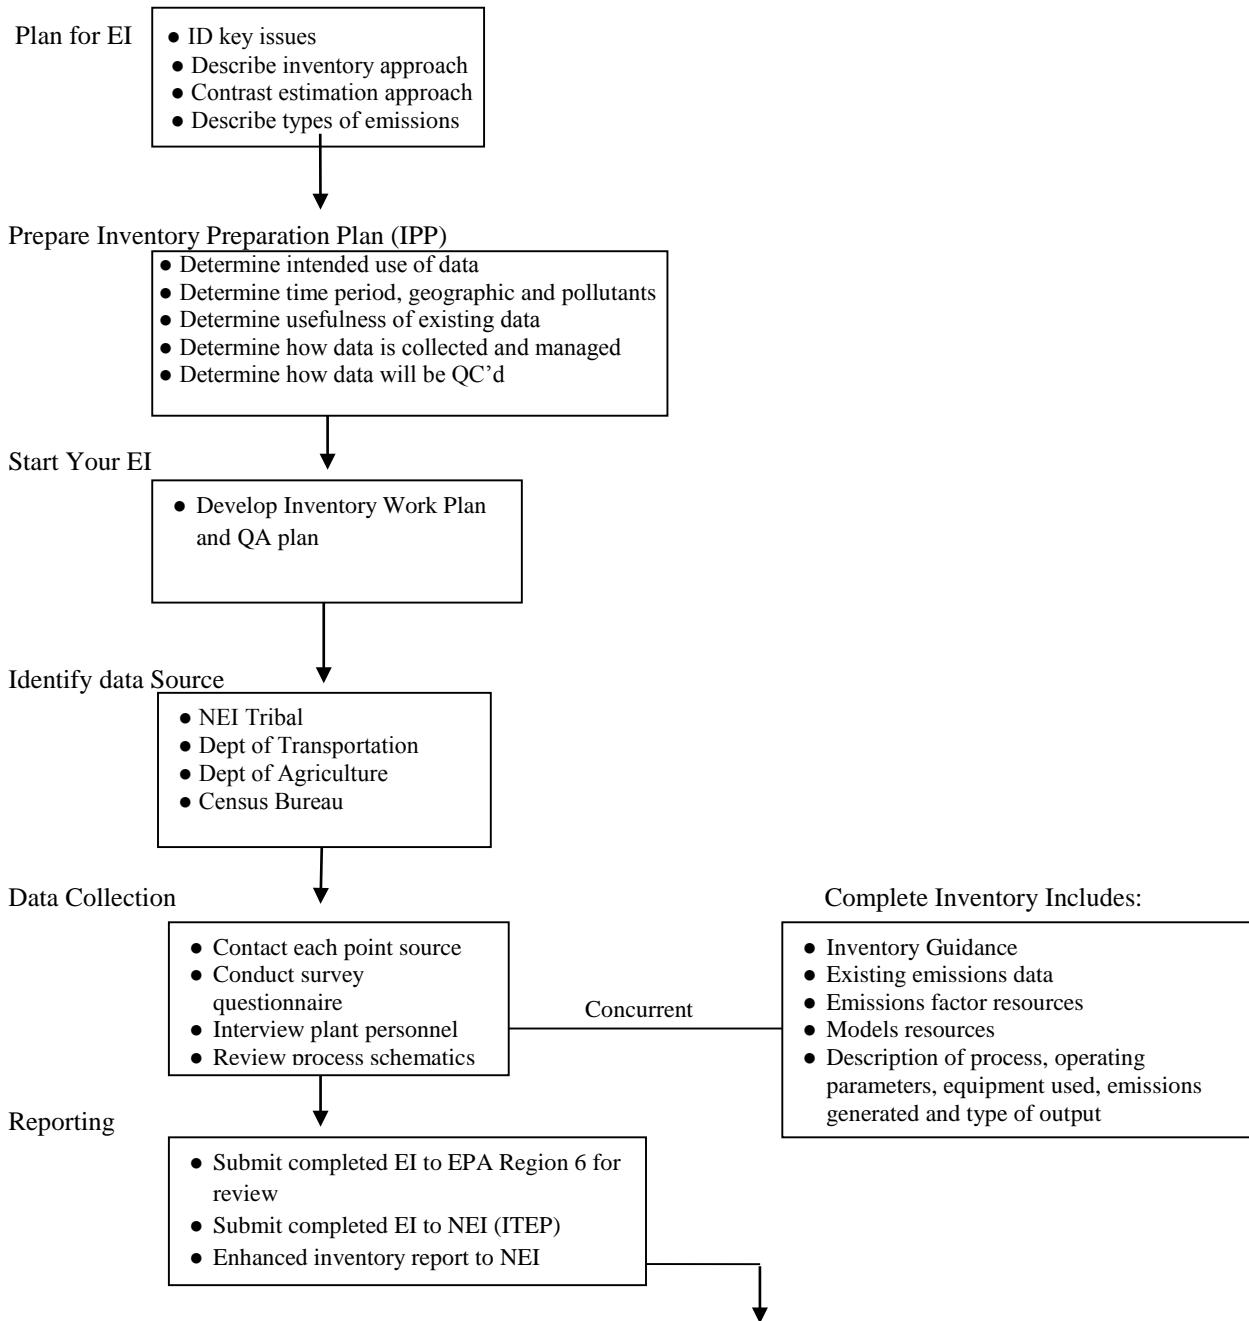 Plan for EI
● ID key issues
● Describe inventory approach
● Contrast estimation approach
● Describe types of emissions
Prepare Inventory Preparation Plan (IPP)
● Determine intended use of data
● Determine time period, geographic and pollutants
● Determine usefulness of existing data
● Determine how data is collected and managed
● Determine how data will be QC’d
Start Your EI
● Develop Inventory Work Plan
and QA plan
Identify data Source
● NEI Tribal
● Dept of Transportation
● Dept of Agriculture
● Census Bureau
Data Collection
● Contact each point source
● Conduct survey
questionnaire
● Interview plant personnel
● Review process schematics
Concurrent
Complete Inventory Includes:
● Inventory Guidance
● Existing emissions data
● Emissions factor resources
● Models resources
● Description of process, operating
parameters, equipment used, emissions
generated and type of output
Reporting
● Submit completed EI to EPA Region 6 for
review
● Submit completed EI to NEI (ITEP)
● Enhanced inventory report to NEI